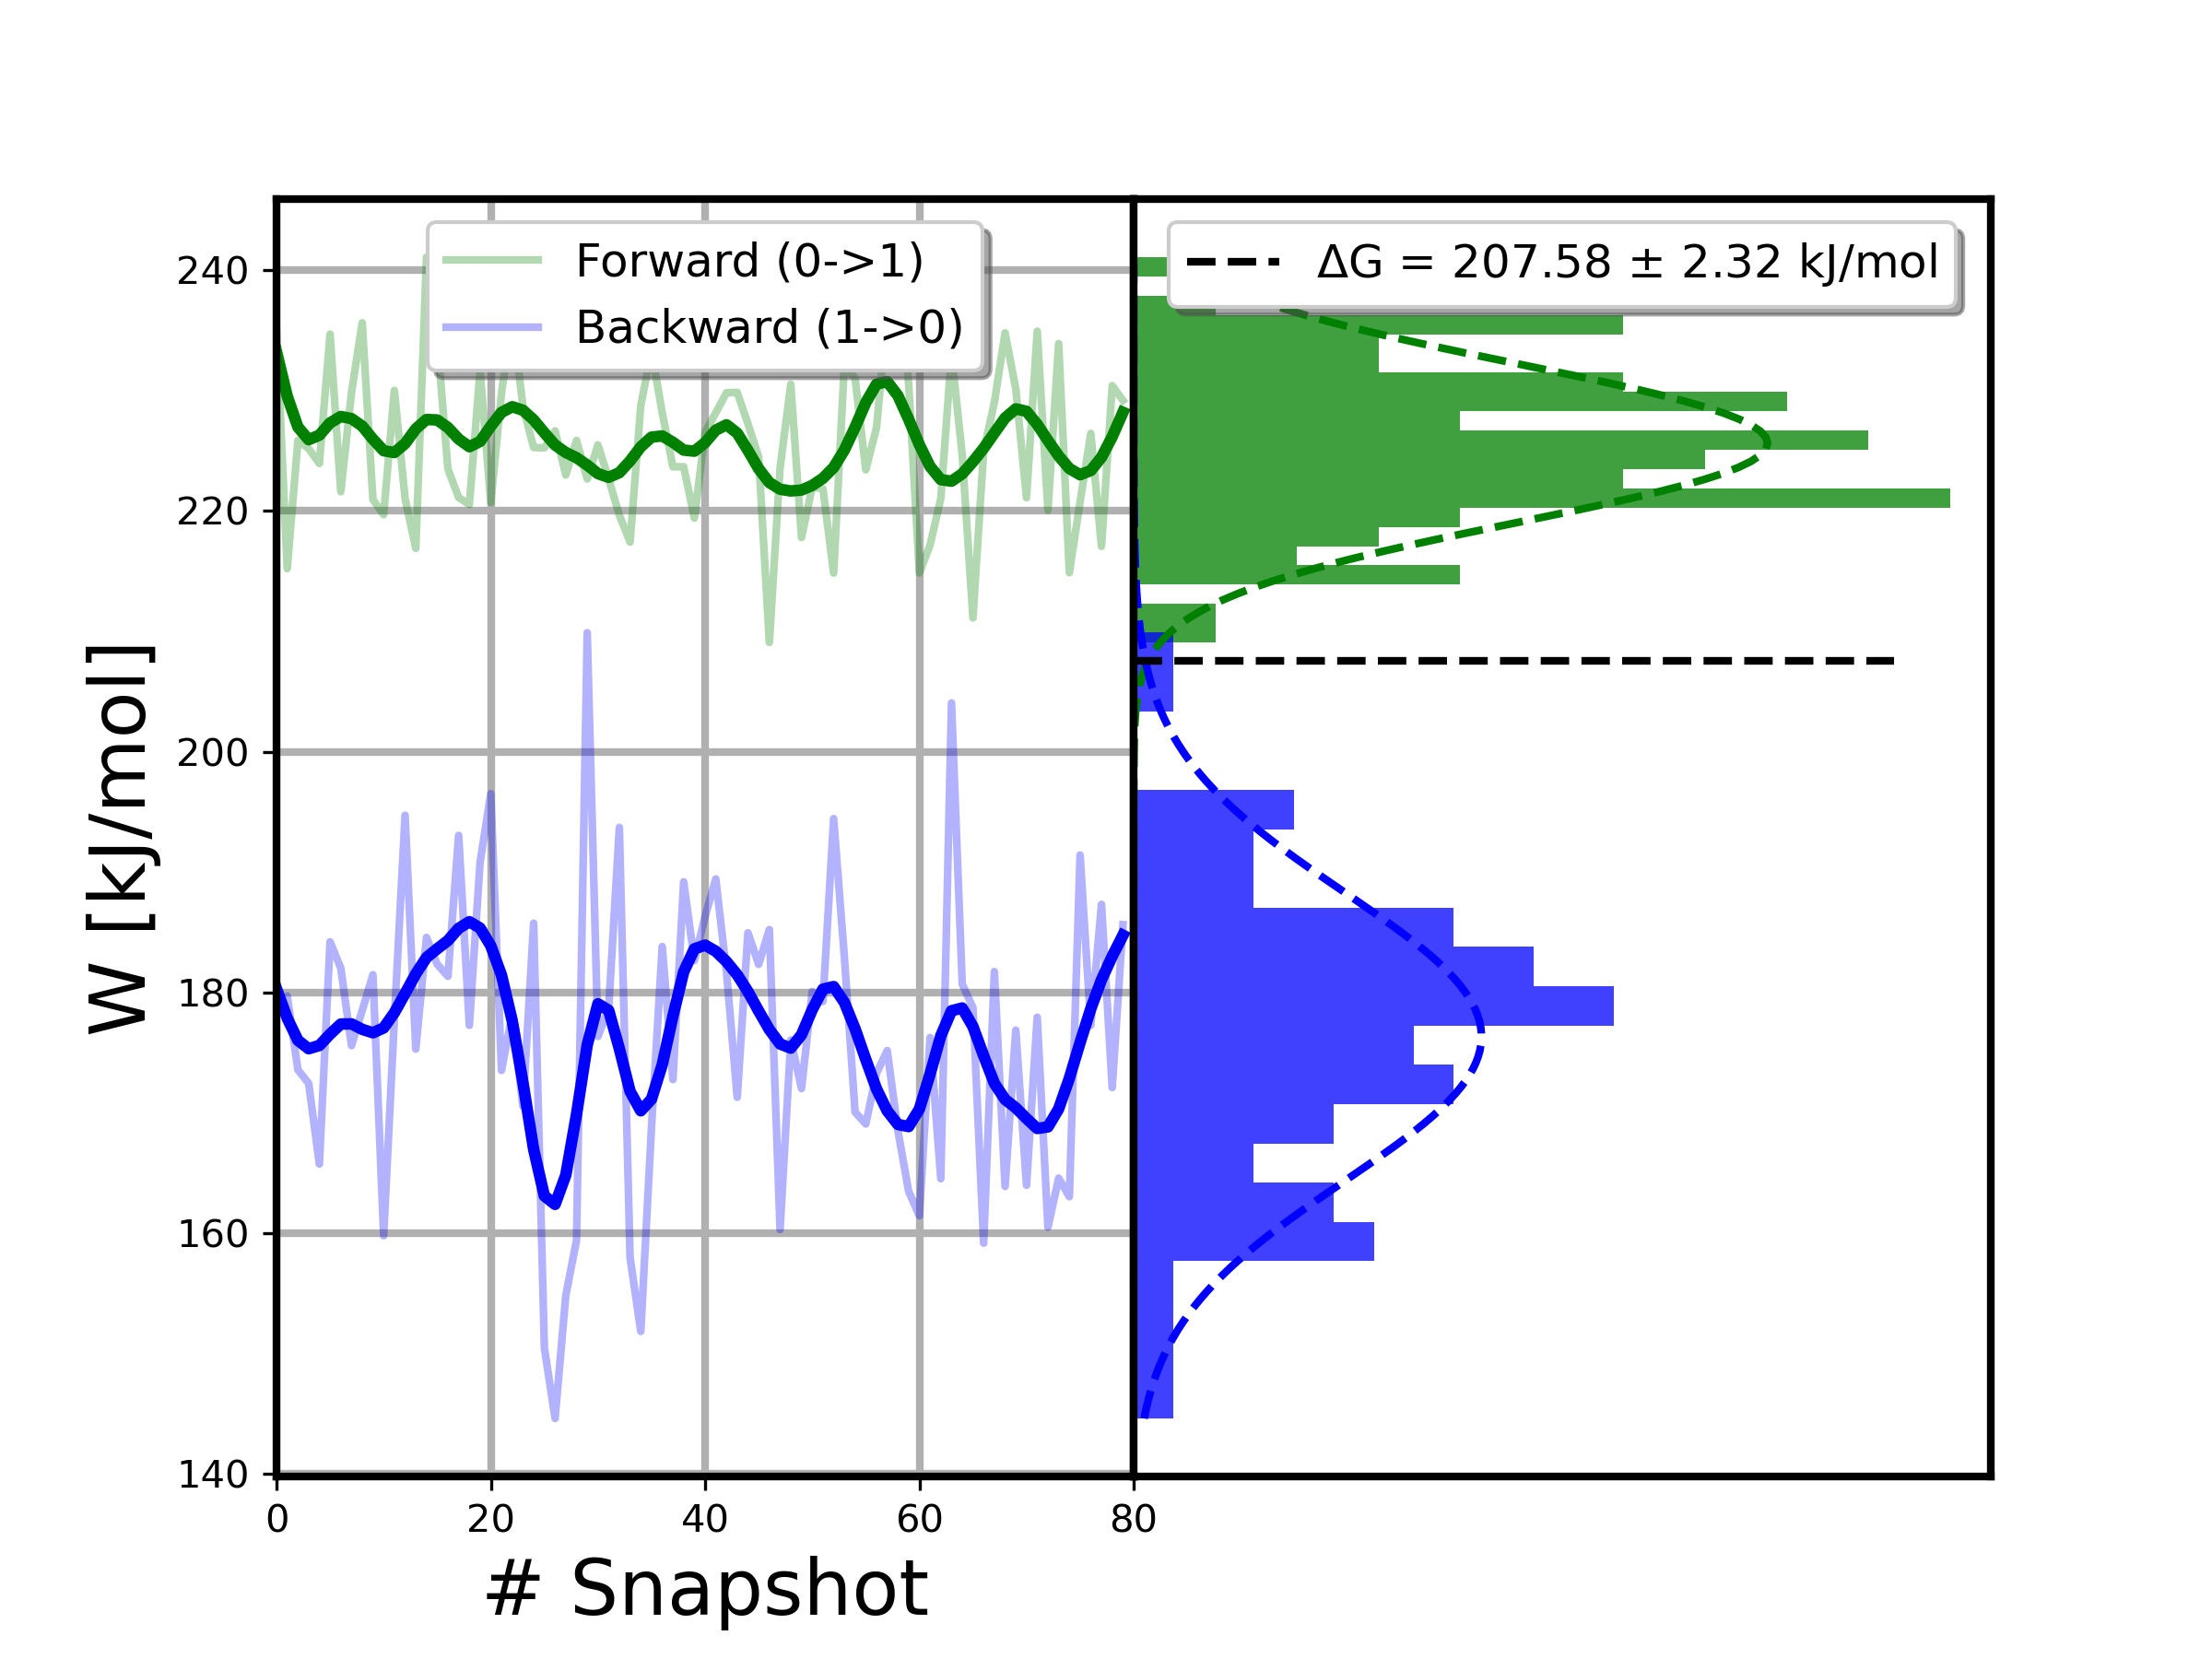 Forward (0->1)
Backward (1->0)
ΔG = 207.58 ± 2.32 kJ/mol
W [kJ/mol]
240
220
200
180
160
140
0 20 40 60 80
# Snapshot